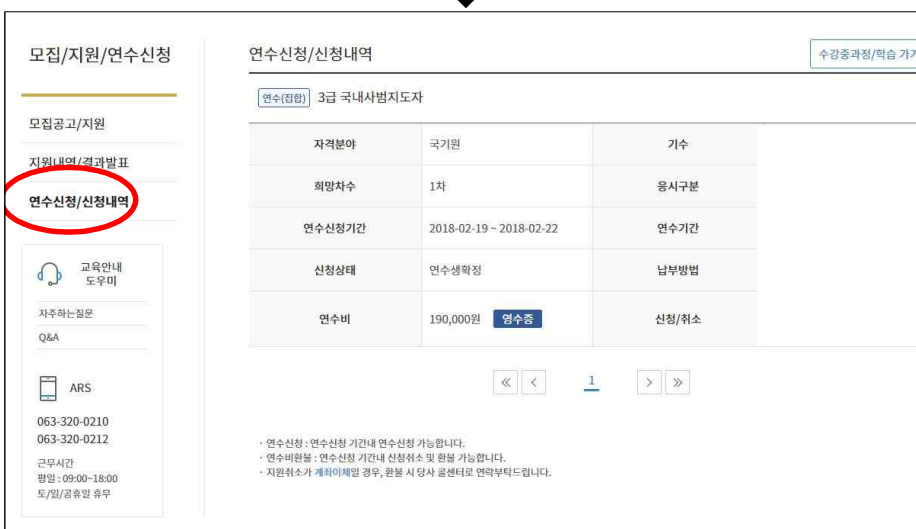 모집/지원/연수신청
모집공고/지원
지원내역/결과발표
연수신청/신청내역
교육안내
도우미
자주하는질문
Q&A
ARS
063-320-0210
063-320-0212
근무시간
평일 : 09:00~18:00
토/일/공휴일 휴무
연수신청/신청내역
수강중과정/학습 가기
연수(집합) 3급 국내사범지도자
자격분야 국기원 기수
희망차수 1차 응시구분
연수신청기간 2018-02-19 ~ 2018-02-22 연수기간
신청상태 연수생확정 납부방법
연수비 190,000원 영수증 신청/취소
« < 1 > »
· 연수신청 : 연수신청 기간내 연수신청 가능합니다.
· 연수비환불 : 연수신청 기간내 신청취소 및 환불 가능합니다.
· 지원취소가 계좌이체일 경우, 환불 시 당사 콜센터로 연락부탁드립니다.